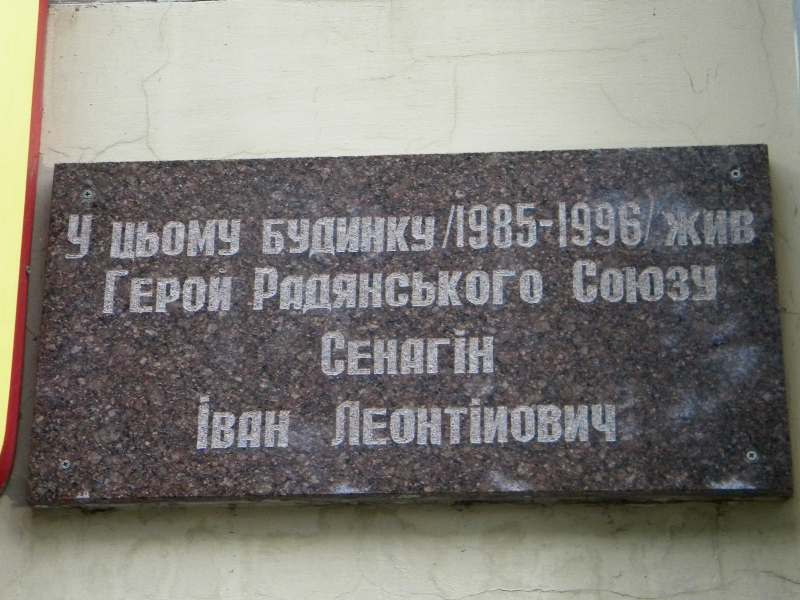 У цьому будинку /1985-1996/ жив
Герой Радянського Союзу
Сенагін
Іван Леонтійович